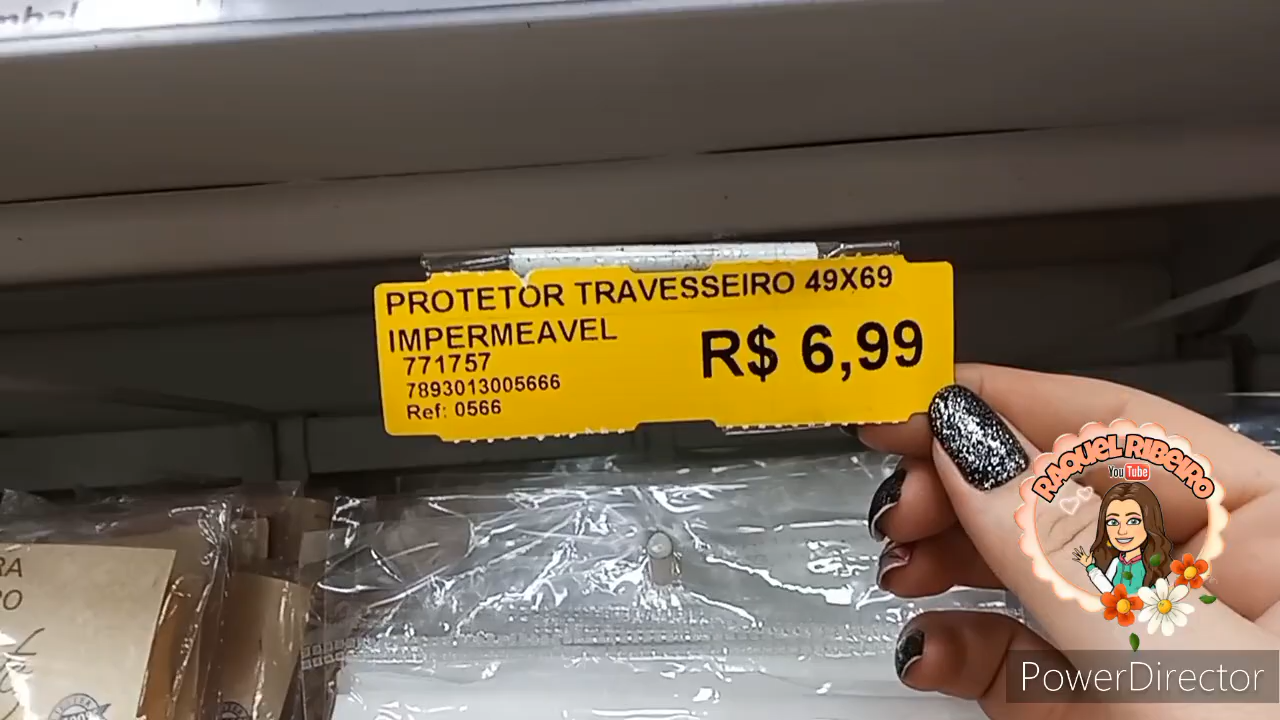 PROTETOR TRAVESSEIRO 49X69
IMPERMEAVEL
R$ 6,99
771757
7893013005666
Ref: 0566
RAQUEL RIBEIRO
YouTube
PowerDirector